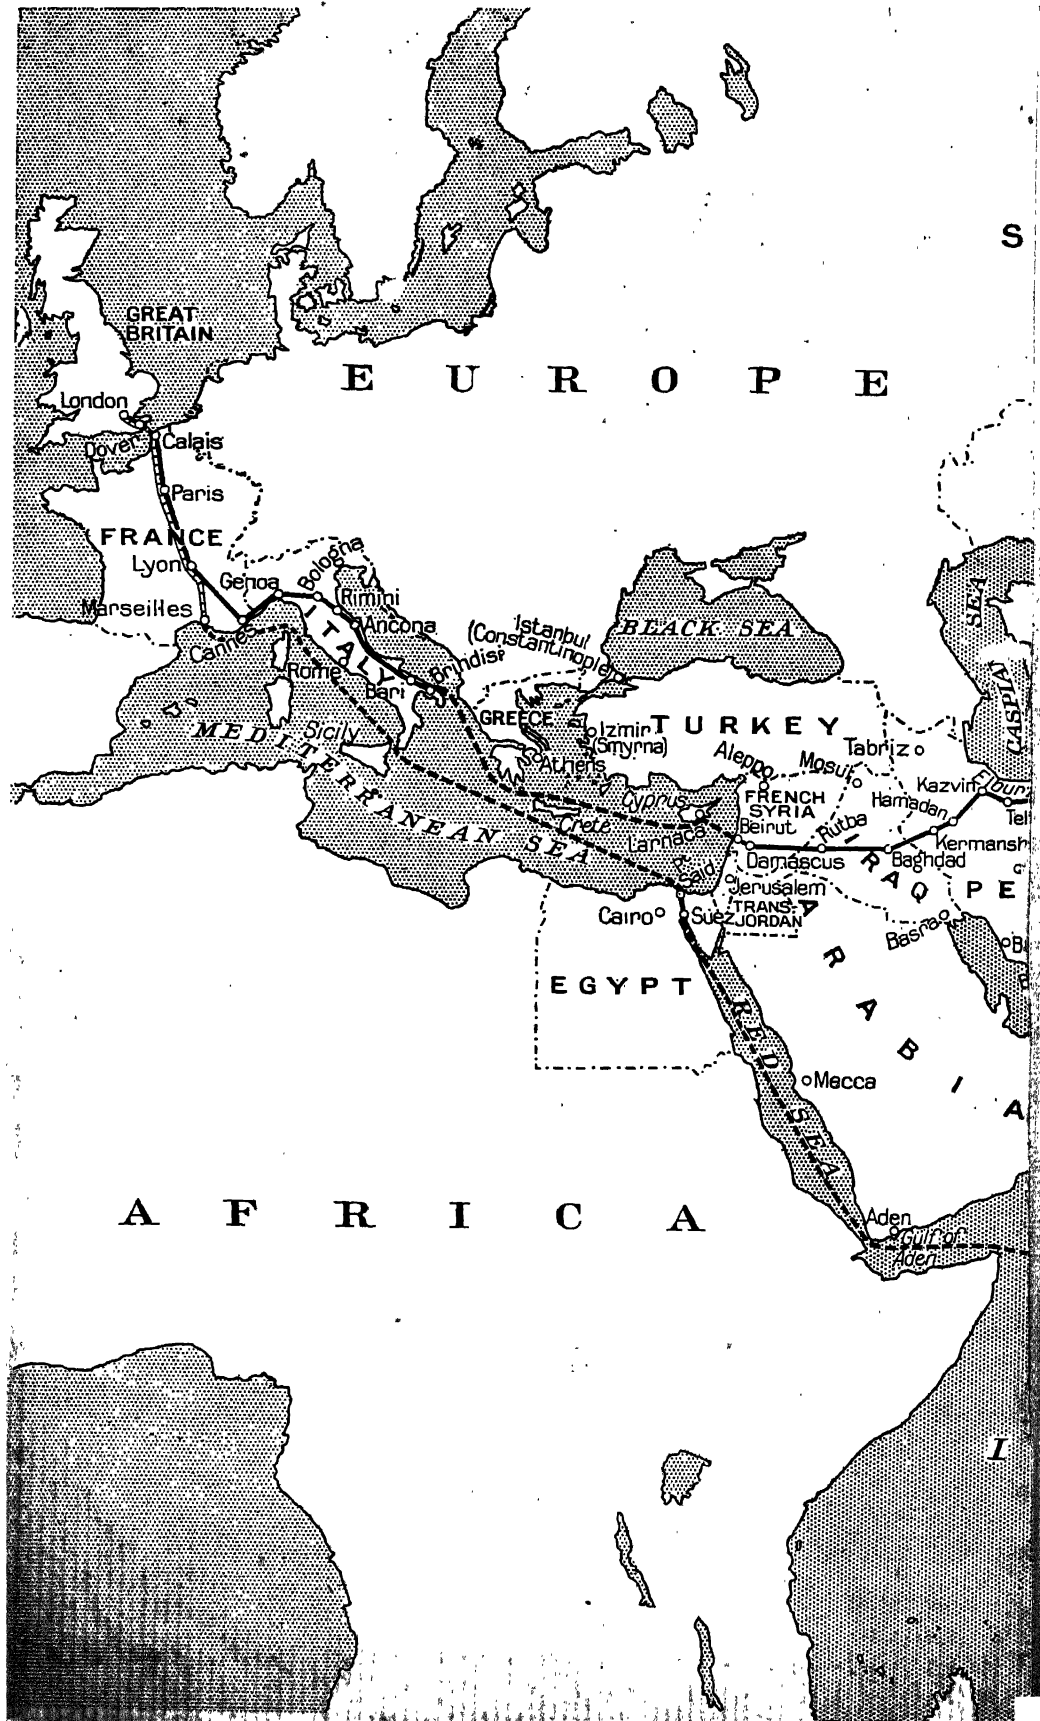 S
GREAT
BRITAIN
E U R O P E
London
Dover
Calais
Paris
FRANCE
Lyon
Genoa
Bologna
Marseilles
Rimini
Cannes
Ancona
ITALY
Rome
Bari
Brindisi
Istanbul
(Constantinople)
BLACK SEA
CASPIAN SEA
GREECE
TURKEY
Izmir
(Smyrna)
Sicily
Athens
MEDITERRANEAN SEA
Aleppo
Mosul
Tabriz
Kazvin
Elbur
Hamadan
Teh
FRENCH
SYRIA
Cyprus
Crete
Larnaca
Beirut
Rutba
Kermansh
Damascus
Baghdad
IRAQ
PE
Said
Jerusalem
TRANS-
JORDAN
Cairo
Suez
Basra
EGYPT
ARABIA
RED SEA
Mecca
A F R I C A
Aden
Gulf of
Aden
I